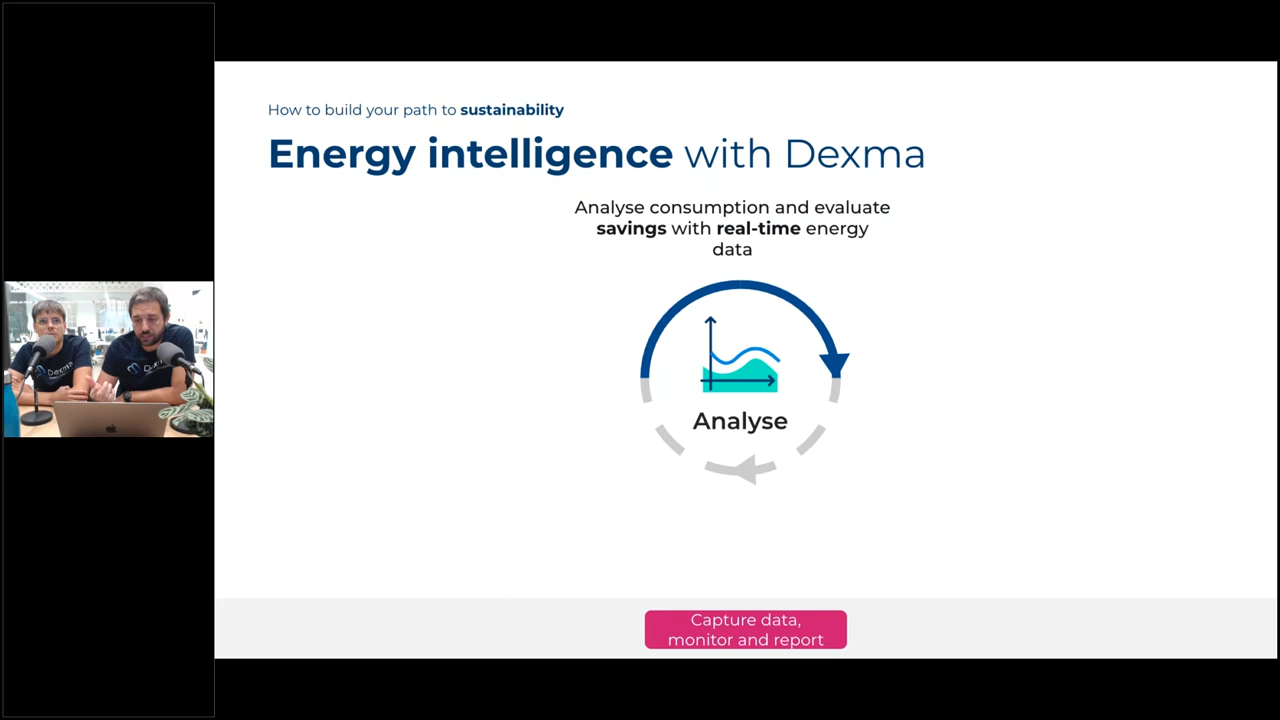 How to build your path to sustainability
Energy intelligence with Dexma
Analyse consumption and evaluate
savings with real-time energy
data
Analyse
Capture data,
monitor and report
Dexma